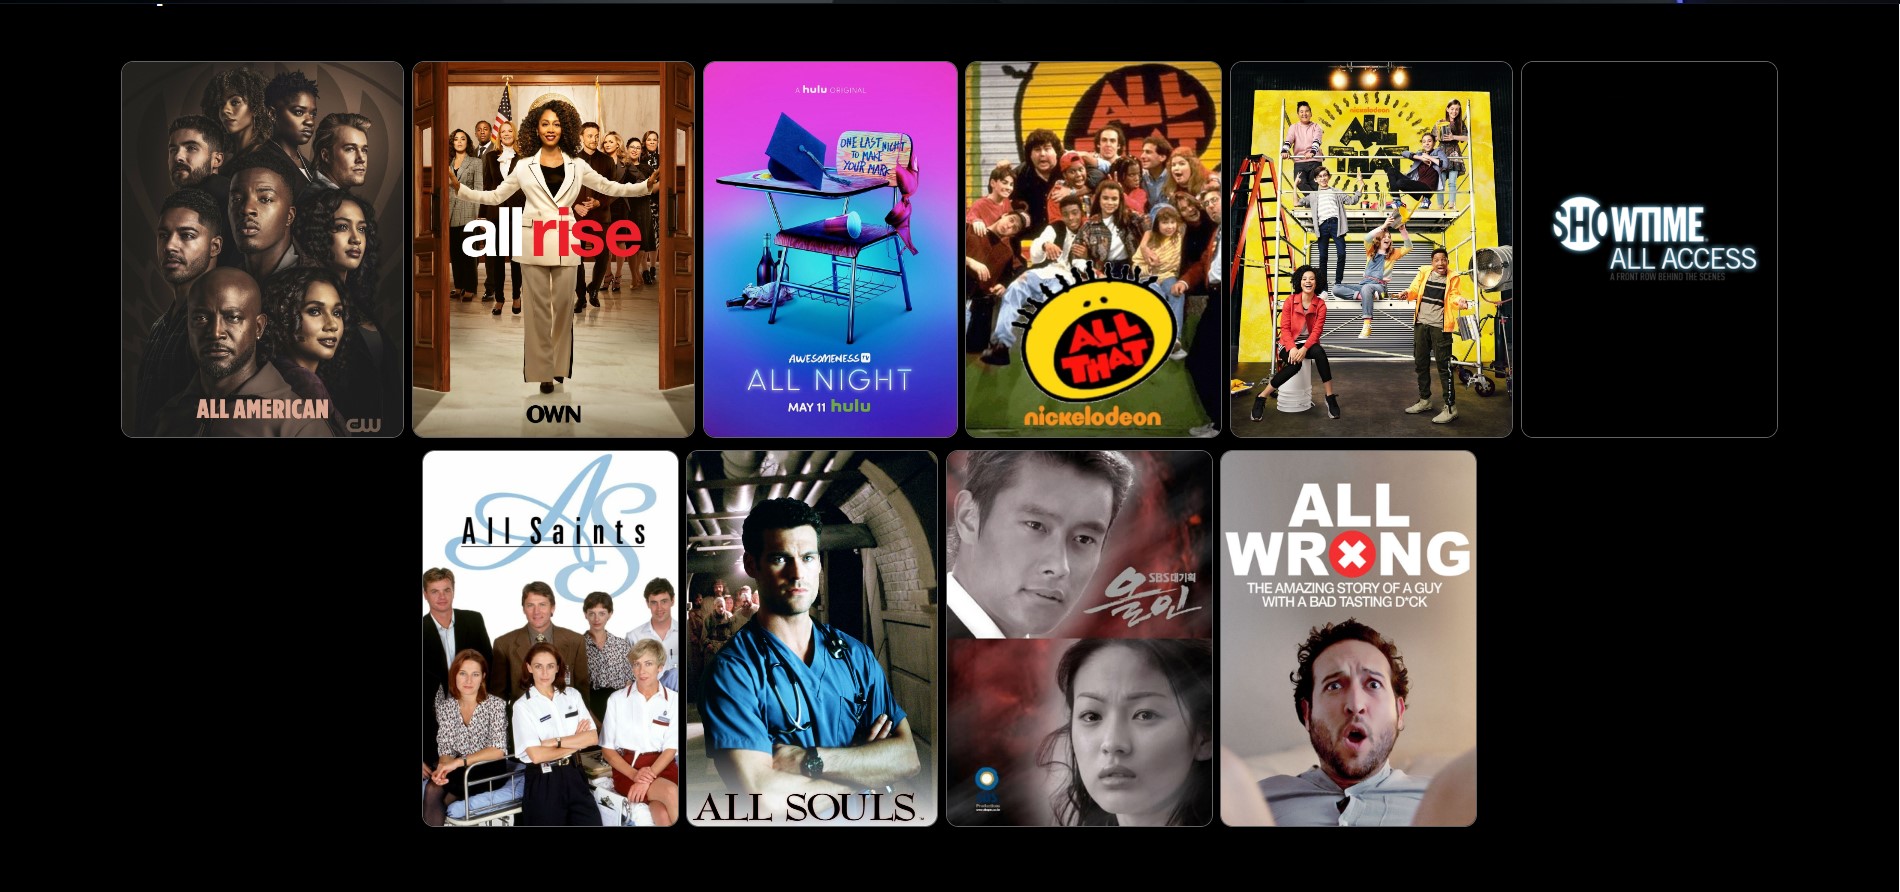 ALL AMERICAN
CW
all rise
OWN
A hulu ORIGINAL
ONE LAST NIGHT
TO MAKE
YOUR MARK
AWESOMENESS TV
ALL NIGHT
MAY 11 hulu
ALL
ALL
THAT
nickelodeon
nickelodeon
ALL
THAT
SHOWTIME
ALL ACCESS
A FRONT ROW BEHIND THE SCENES
AS
All Saints
ALL SOULS
SBS대기획
올인
ALL
WRONG
THE AMAZING STORY OF A GUY
WITH A BAD TASTING D*CK